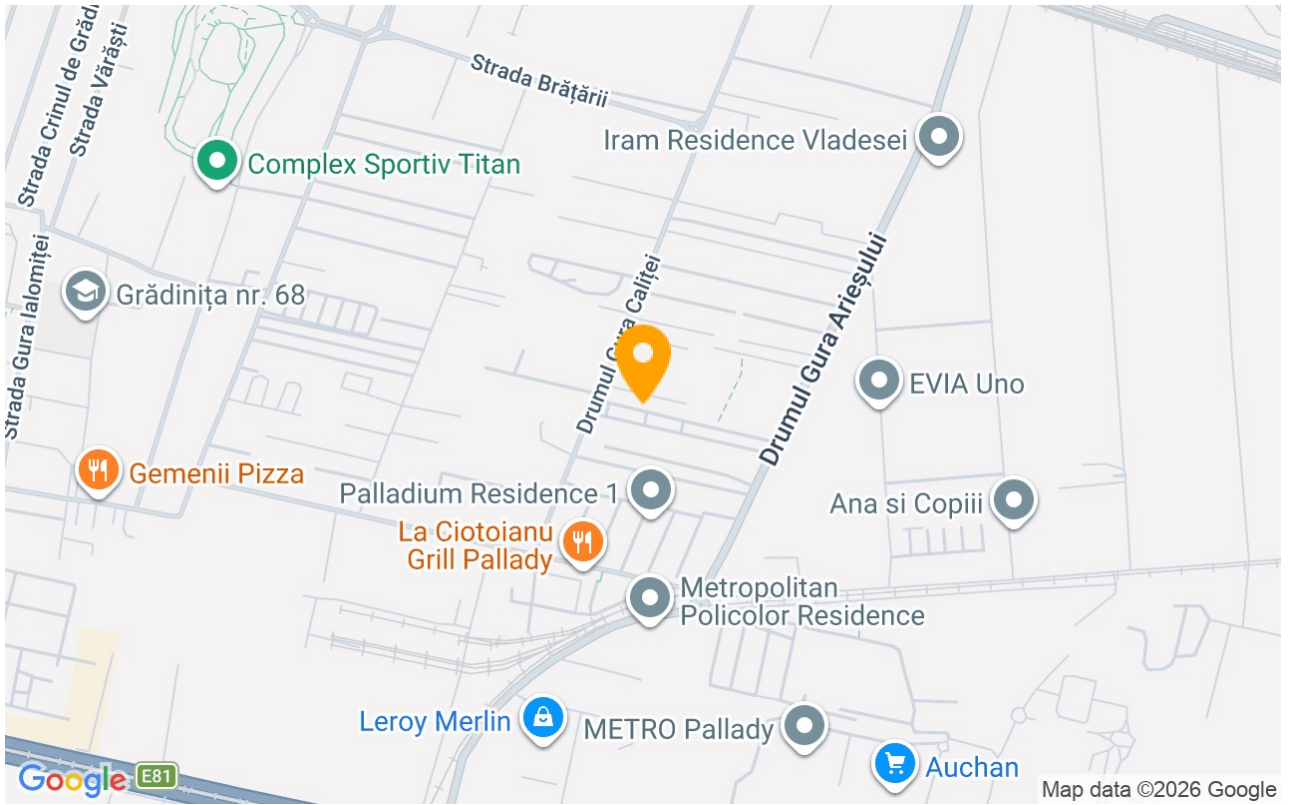 Strada Crinul de Grădi
Strada Vărăști
Strada Brățării
Iram Residence Vladesei
Complex Sportiv Titan
Strada Gura Ialomiței
Grădinița nr. 68
Drumul Gura Caliței
Drumul Gura Arieșului
EVIA Uno
Gemenii Pizza
Palladium Residence 1
Ana si Copiii
La Ciotoianu
Grill Pallady
Metropolitan
Policolor Residence
Leroy Merlin
METRO Pallady
Auchan
Google
E81
Map data ©2026 Google